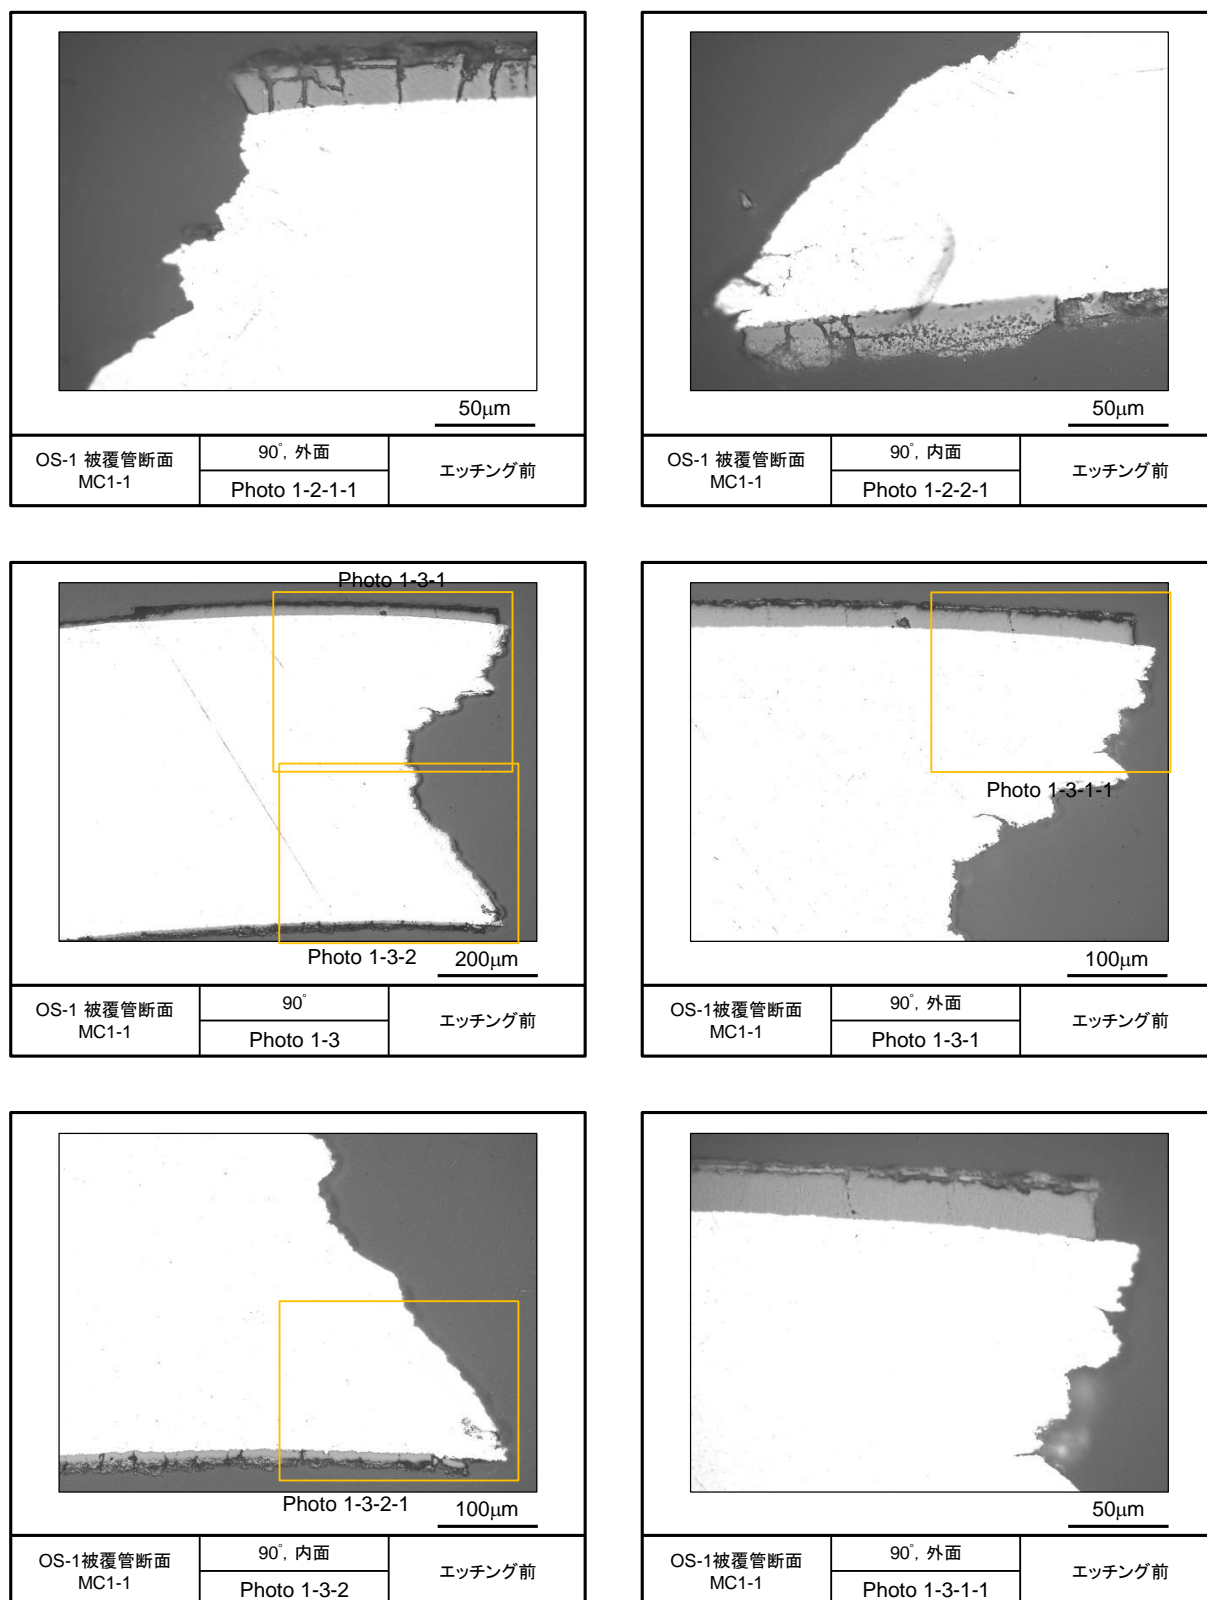 50μm
OS-1 被覆管断面
MC1-1
90°, 外面
Photo 1-2-1-1
エッチング前
50μm
OS-1 被覆管断面
MC1-1
90°, 内面
Photo 1-2-2-1
エッチング前
Photo 1-3-1
Photo 1-3-2
200μm
OS-1 被覆管断面
MC1-1
90°
Photo 1-3
エッチング前
Photo 1-3-1-1
100μm
OS-1被覆管断面
MC1-1
90°, 外面
Photo 1-3-1
エッチング前
Photo 1-3-2-1
100μm
OS-1被覆管断面
MC1-1
90°, 内面
Photo 1-3-2
エッチング前
50μm
OS-1被覆管断面
MC1-1
90°, 外面
Photo 1-3-1-1
エッチング前